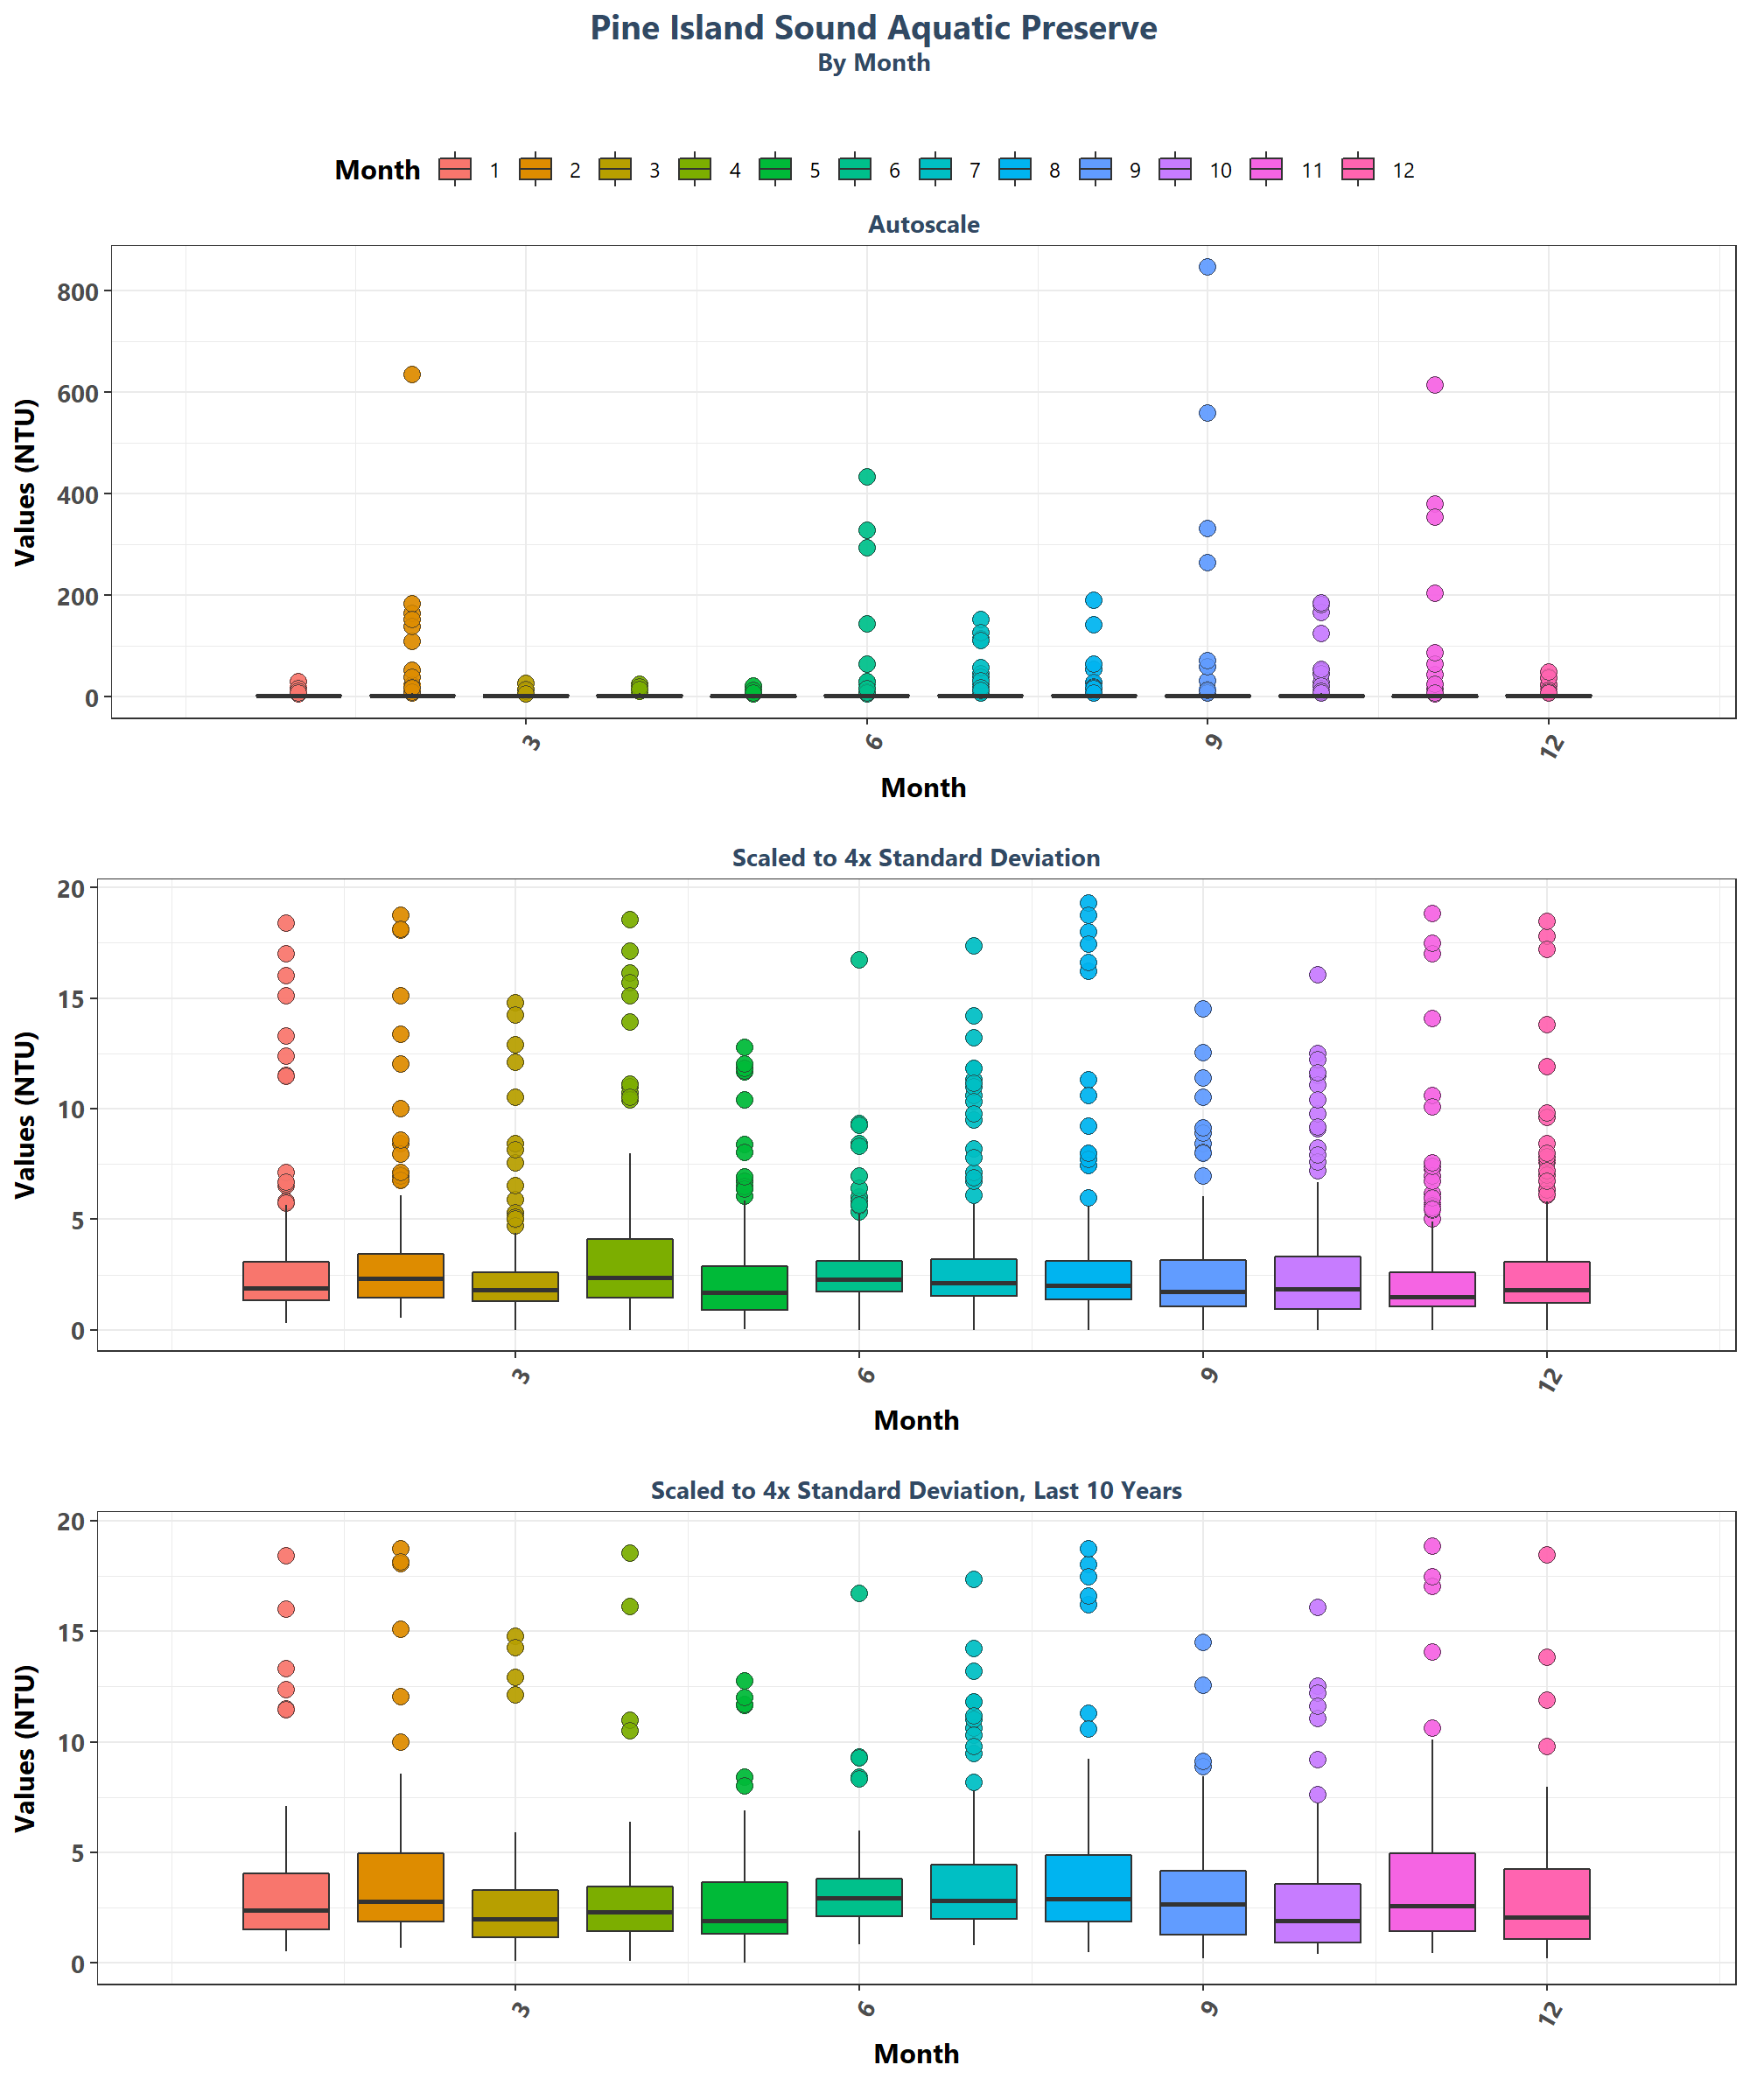 Pine Island Sound Aquatic Preserve
By Month
Month 1 2 3 4 5 6 7 8 9 10 11 12
Autoscale
Values (NTU)
800
600
400
200
0
3 6 9 12
Month
Scaled to 4x Standard Deviation
Values (NTU)
20
15
10
5
0
3 6 9 12
Month
Scaled to 4x Standard Deviation, Last 10 Years
Values (NTU)
20
15
10
5
0
3 6 9 12
Month